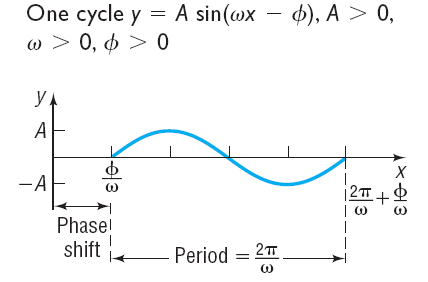 One cycle y = A sin(ωx − ϕ), A > 0,
ω > 0, ϕ > 0
y
A
−A
ϕ/ω
x
2π/ω + ϕ/ω
Phase
shift
Period = 2π/ω